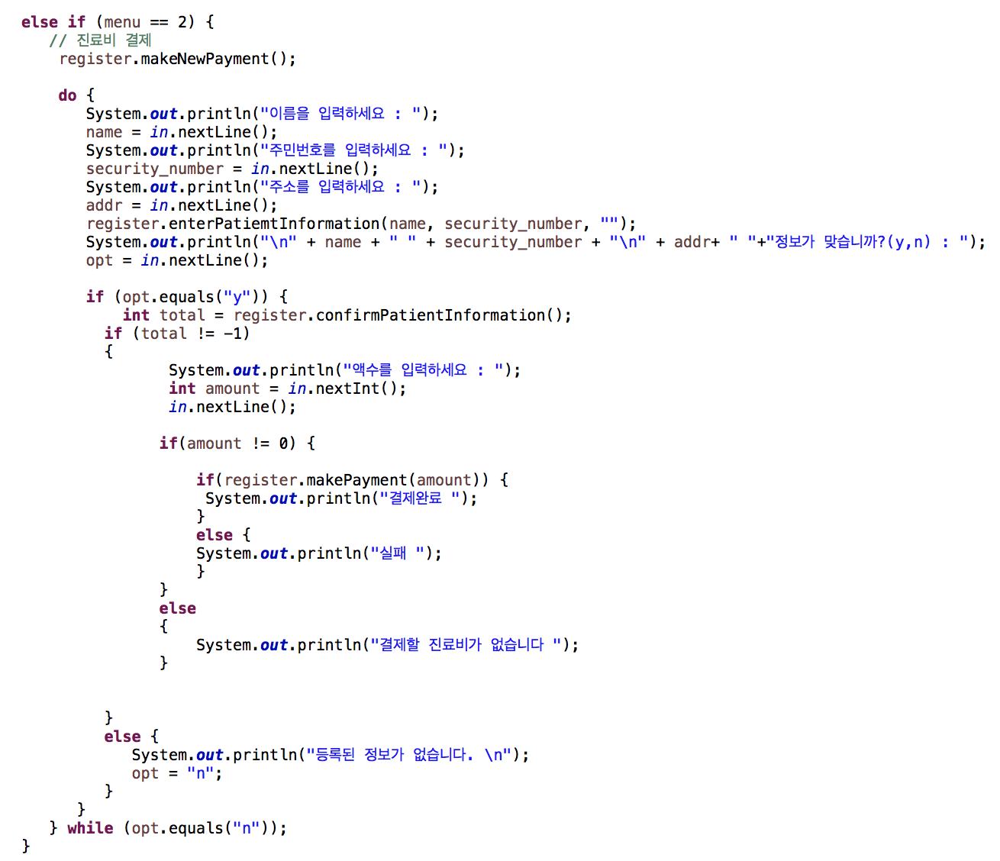 else if (menu == 2) {
// 진료비 결제
register.makeNewPayment();
do {
System.out.println("이름을 입력하세요 : ");
name = in.nextLine();
System.out.println("주민번호를 입력하세요 : ");
security_number = in.nextLine();
System.out.println("주소를 입력하세요 : ");
addr = in.nextLine();
register.enterPatiemtInformation(name, security_number, "");
System.out.println("\n" + name + " " + security_number + "\n" + addr+ " "+"정보가 맞습니까?(y,n) : ");
opt = in.nextLine();
if (opt.equals("y")) {
int total = register.confirmPatientInformation();
if (total != -1)
{
System.out.println("액수를 입력하세요 : ");
int amount = in.nextInt();
in.nextLine();
if(amount != 0) {
if(register.makePayment(amount)) {
System.out.println("결제완료 ");
}
else {
System.out.println("실패 ");
}
}
else
{
System.out.println("결제할 진료비가 없습니다 ");
}
}
else {
System.out.println("등록된 정보가 없습니다. \n");
opt = "n";
}
}
} while (opt.equals("n"));
}